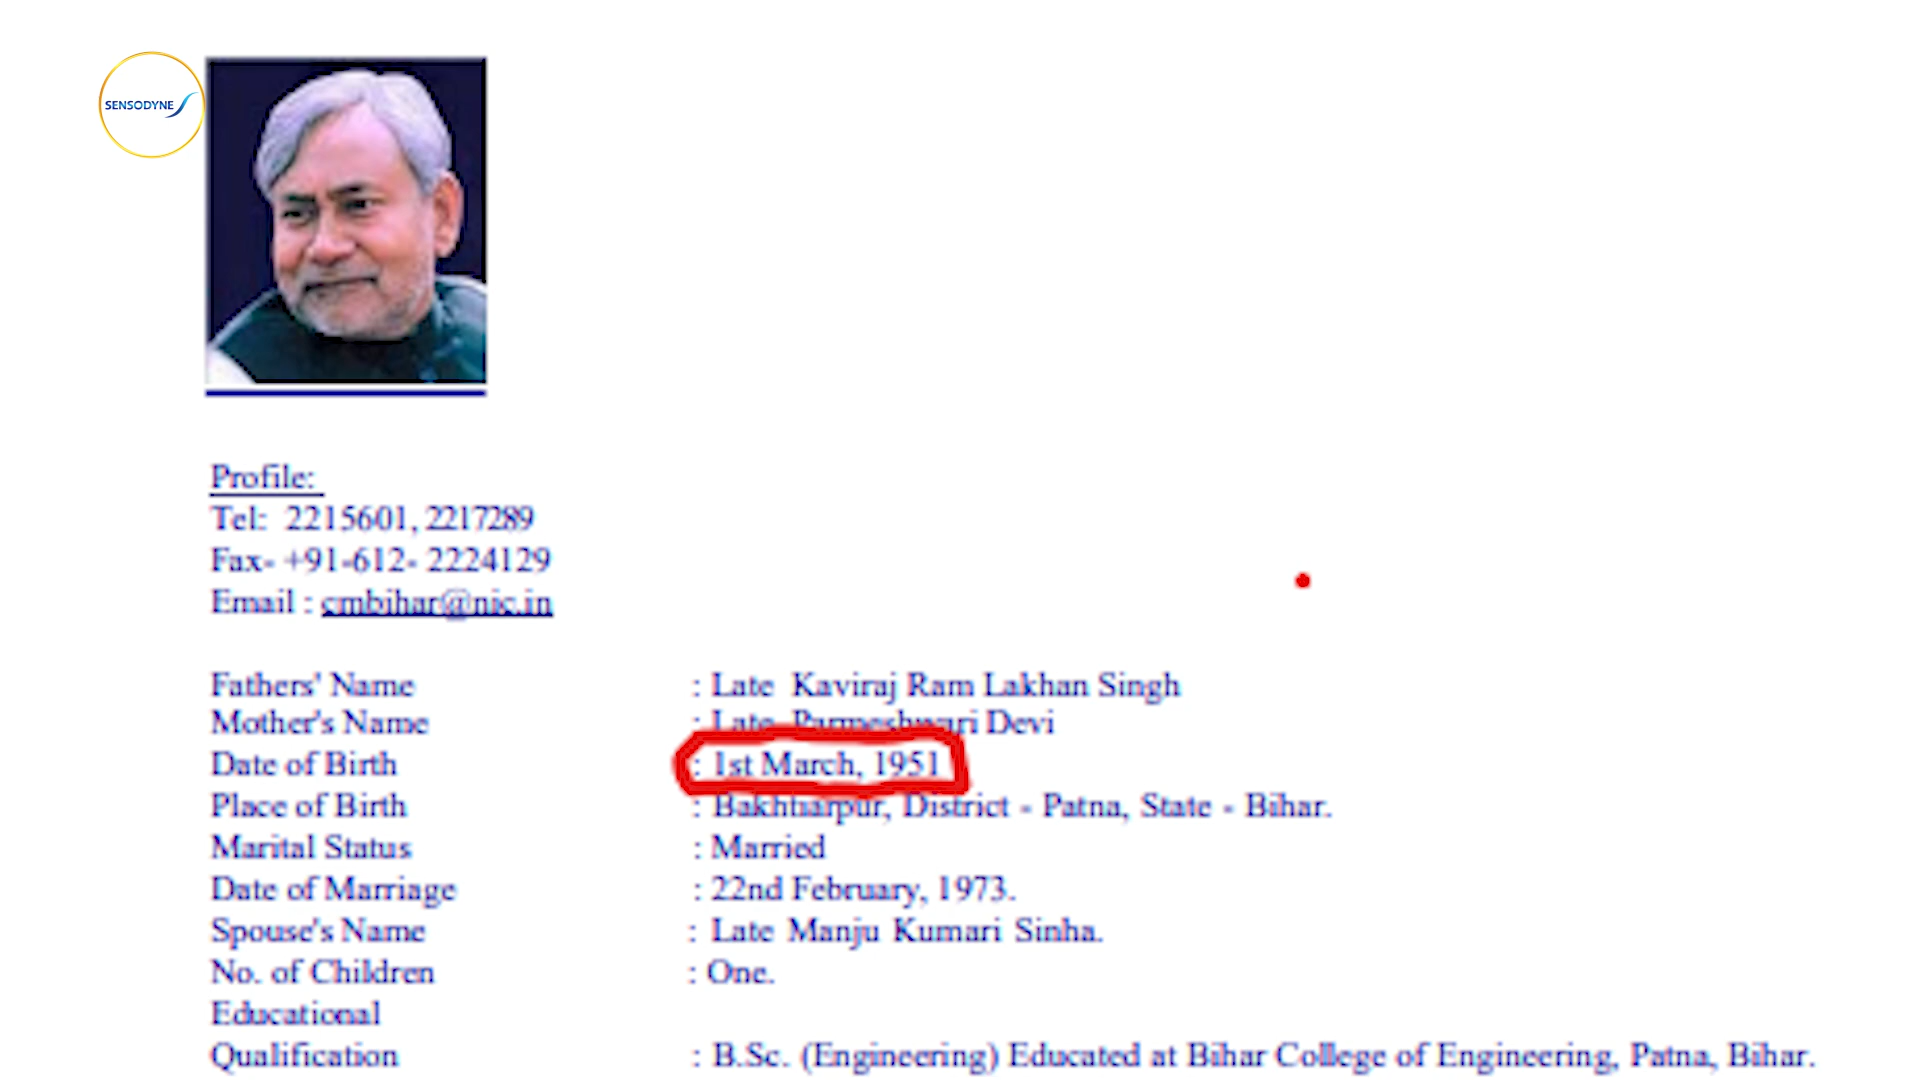 SENSODYNE
Profile:
Tel: 2215601, 2217289
Fax- +91-612- 2224129
Email : cmbihar@nic.in
Fathers' Name : Late Kaviraj Ram Lakhan Singh
Mother's Name : Late Parmeshwari Devi
Date of Birth : 1st March, 1951
Place of Birth : Bakhtiarpur, District - Patna, State - Bihar.
Marital Status : Married
Date of Marriage : 22nd February, 1973.
Spouse's Name : Late Manju Kumari Sinha.
No. of Children : One.
Educational
Qualification : B.Sc. (Engineering) Educated at Bihar College of Engineering, Patna, Bihar.